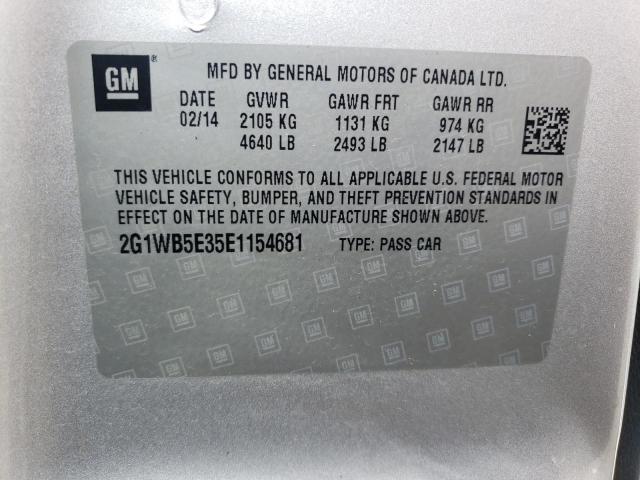 GM ®
MFD BY GENERAL MOTORS OF CANADA LTD.
DATE GVWR GAWR FRT GAWR RR
02/14 2105 KG 1131 KG 974 KG
4640 LB 2493 LB 2147 LB
THIS VEHICLE CONFORMS TO ALL APPLICABLE U.S. FEDERAL MOTOR
VEHICLE SAFETY, BUMPER, AND THEFT PREVENTION STANDARDS IN
EFFECT ON THE DATE OF MANUFACTURE SHOWN ABOVE.
2G1WB5E35E1154681 TYPE: PASS CAR